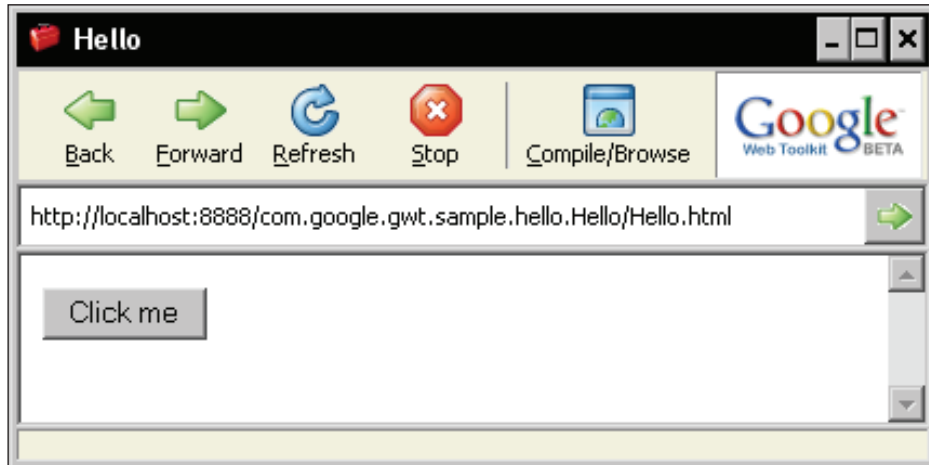 Hello
Back Forward Refresh Stop Compile/Browse
Google
Web Toolkit BETA
http://localhost:8888/com.google.gwt.sample.hello.Hello/Hello.html
Click me